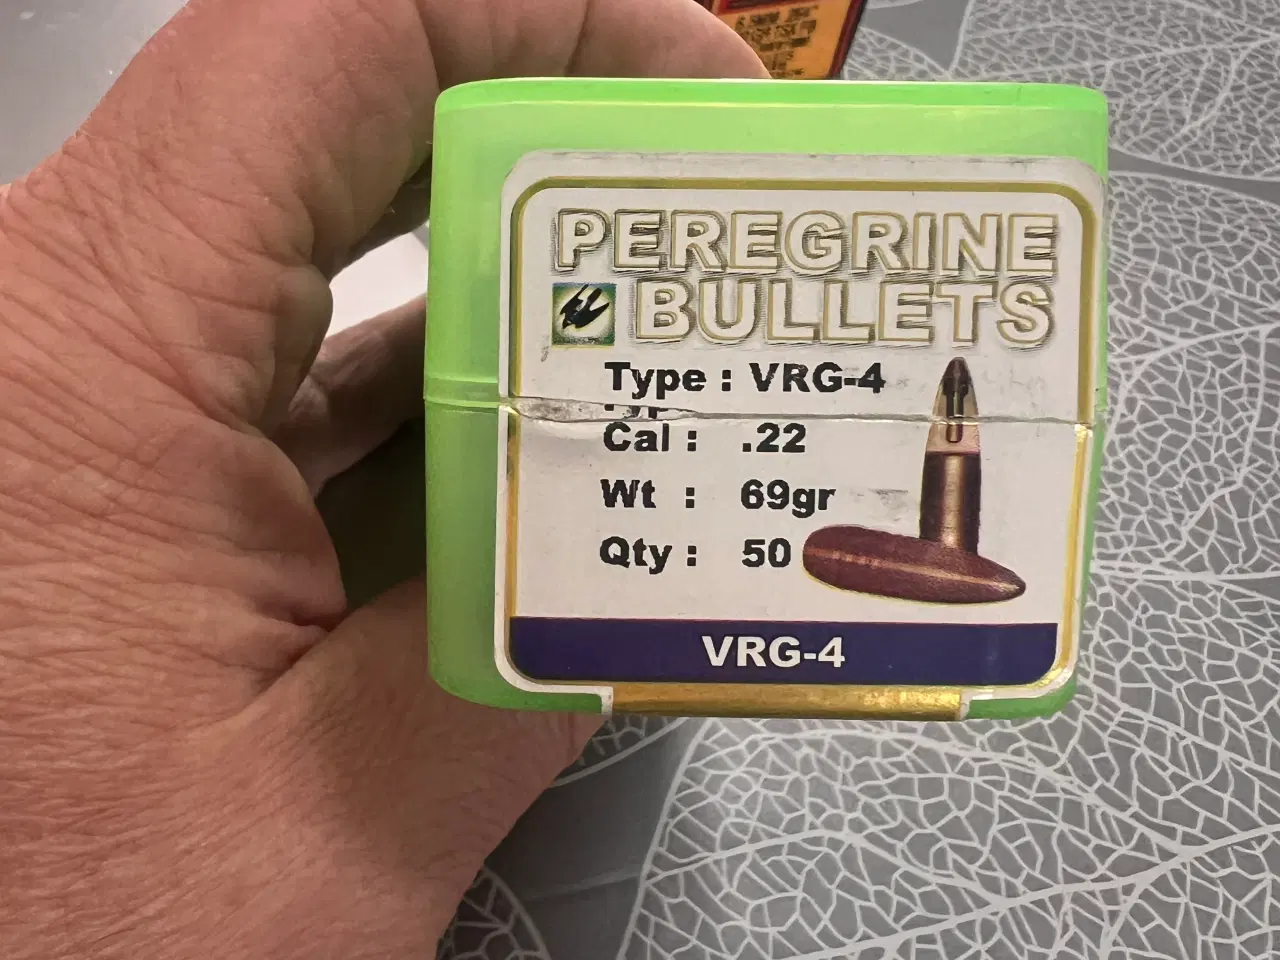 PEREGRINE
BULLETS
Type : VRG-4
Cal : .22
Wt : 69gr
Qty : 50
VRG-4